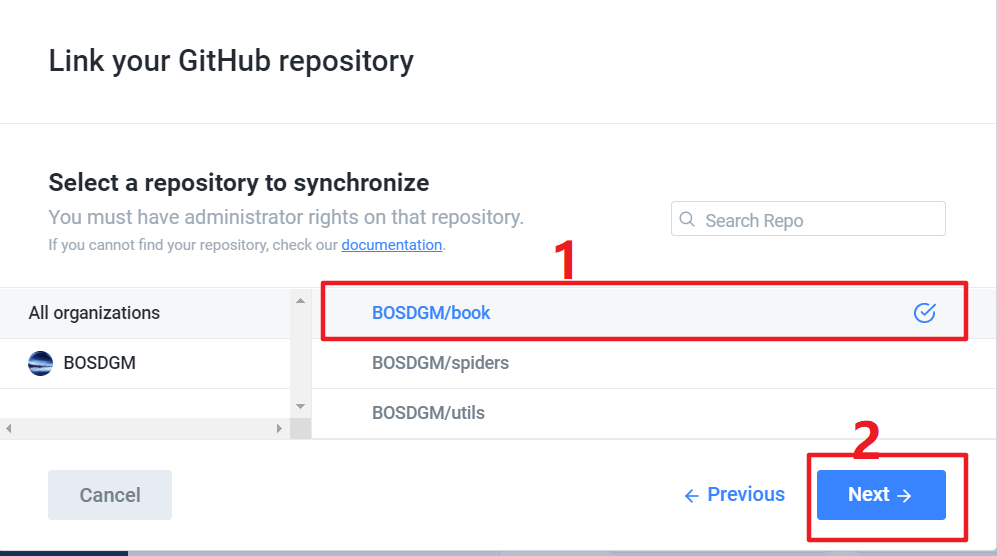 Link your GitHub repository
Select a repository to synchronize
You must have administrator rights on that repository.
If you cannot find your repository, check our documentation.
Search Repo
1
All organizations
BOSDGM
BOSDGM/book
BOSDGM/spiders
BOSDGM/utils
2
Cancel
← Previous
Next →